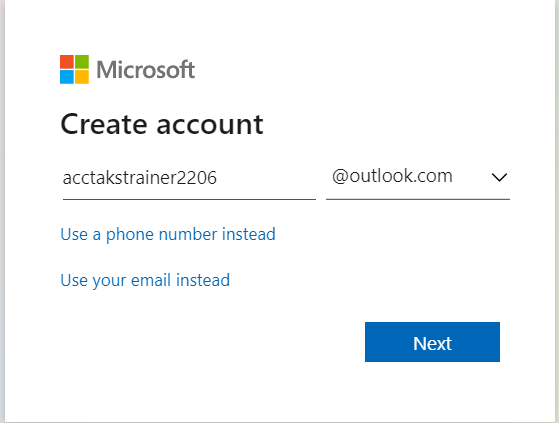 Microsoft
Create account
acctakstrainer2206 @outlook.com
Use a phone number instead
Use your email instead
Next